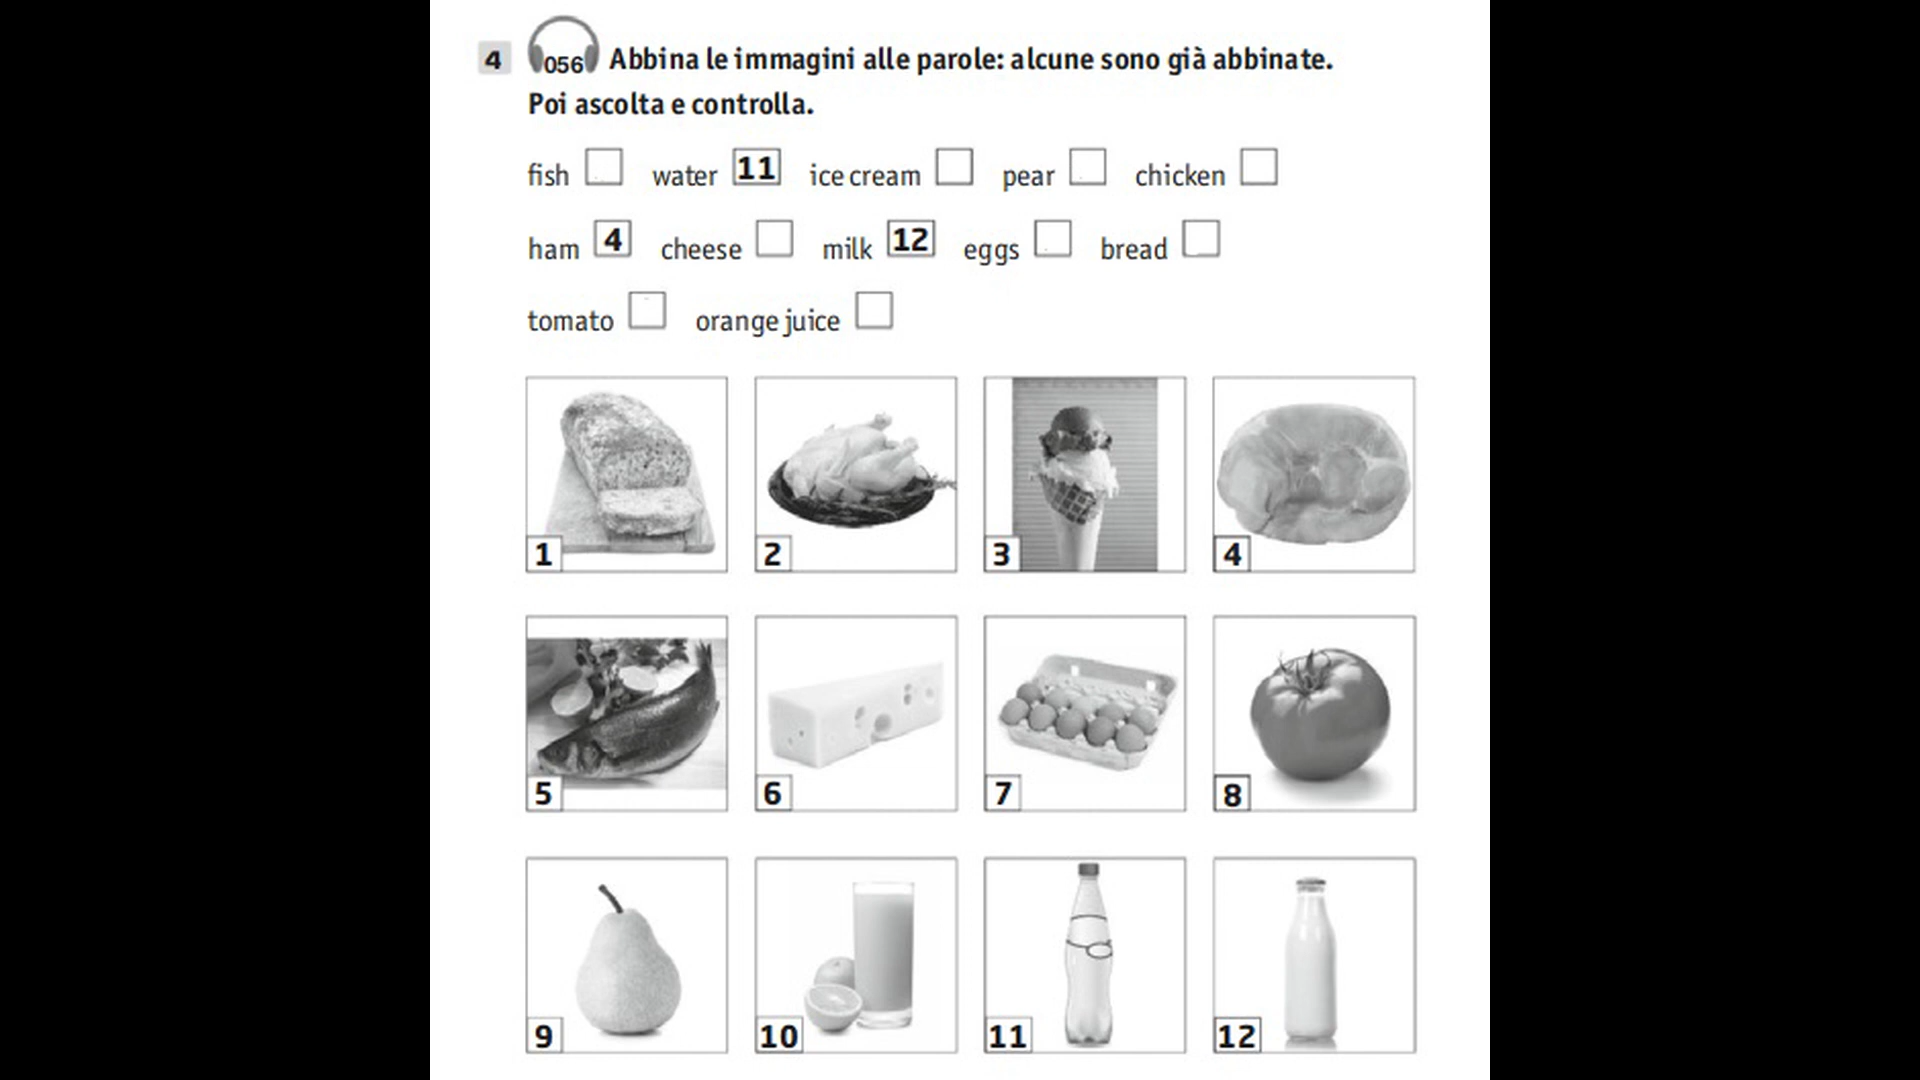 4 056 Abbina le immagini alle parole: alcune sono già abbinate.
Poi ascolta e controlla.
fish water 11 ice cream pear chicken
ham 4 cheese milk 12 eggs bread
tomato orange juice
1 2 3 4
5 6 7 8
9 10 11 12